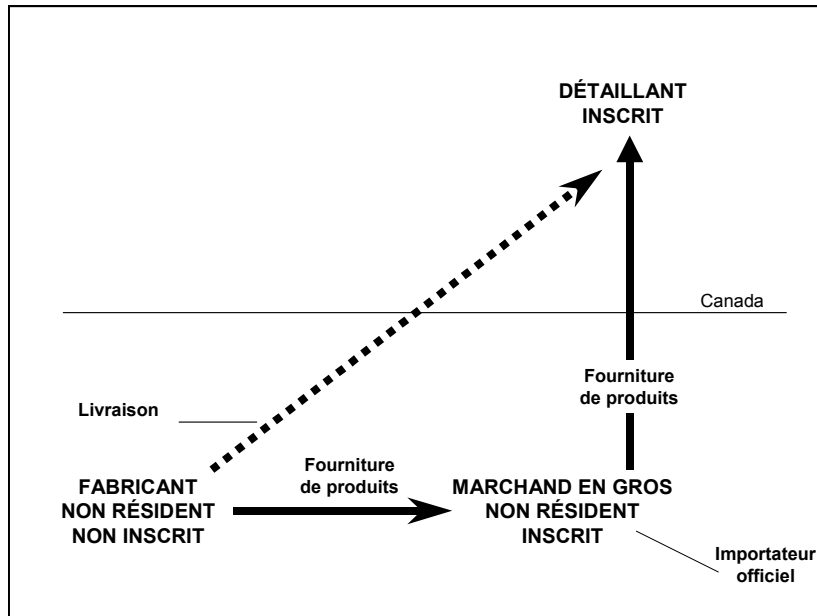 DÉTAILLANT
INSCRIT
Canada
Fourniture
de produits
Livraison
FABRICANT
NON RÉSIDENT
NON INSCRIT
Fourniture
de produits
MARCHAND EN GROS
NON RÉSIDENT
INSCRIT
Importateur
officiel